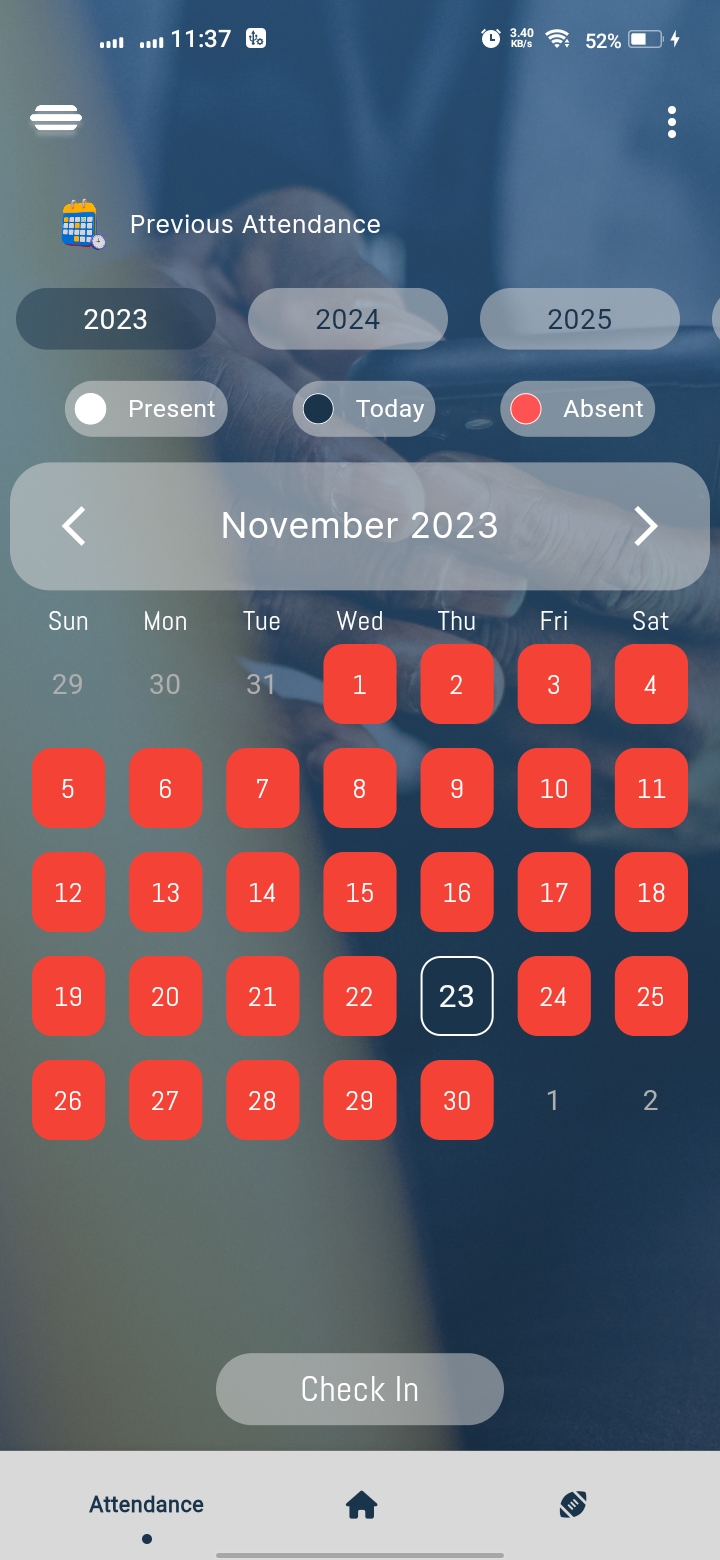 11:37 3.40 KB/s 52%
Previous Attendance
2023 2024 2025
Present Today Absent
November 2023
Sun Mon Tue Wed Thu Fri Sat
29 30 31 1 2 3 4
5 6 7 8 9 10 11
12 13 14 15 16 17 18
19 20 21 22 23 24 25
26 27 28 29 30 1 2
Check In
Attendance